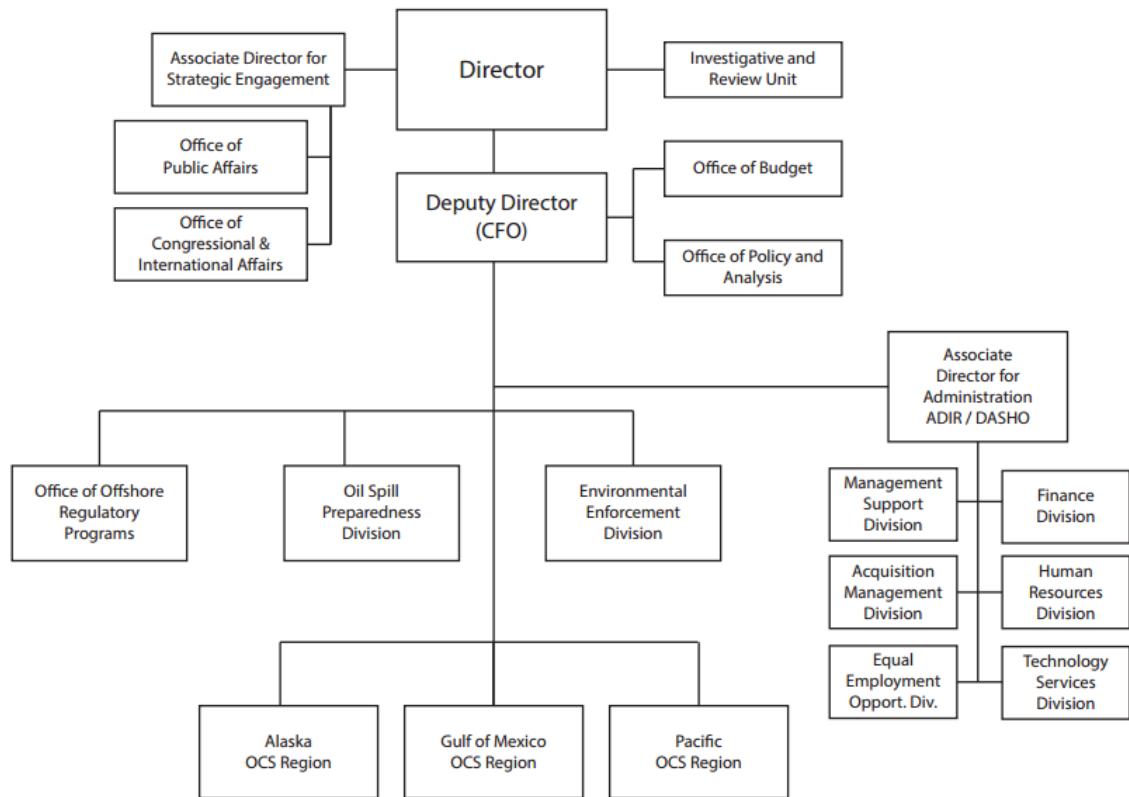 Associate Director for
Strategic Engagement
Director
Investigative and
Review Unit
Office of
Public Affairs
Office of Budget
Deputy Director
(CFO)
Office of
Congressional &
International Affairs
Office of Policy and
Analysis
Associate
Director for
Administration
ADIR / DASHO
Office of Offshore
Regulatory
Programs
Oil Spill
Preparedness
Division
Environmental
Enforcement
Division
Management
Support
Division
Finance
Division
Acquisition
Management
Division
Human
Resources
Division
Equal
Employment
Opport. Div.
Technology
Services
Division
Alaska
OCS Region
Gulf of Mexico
OCS Region
Pacific
OCS Region